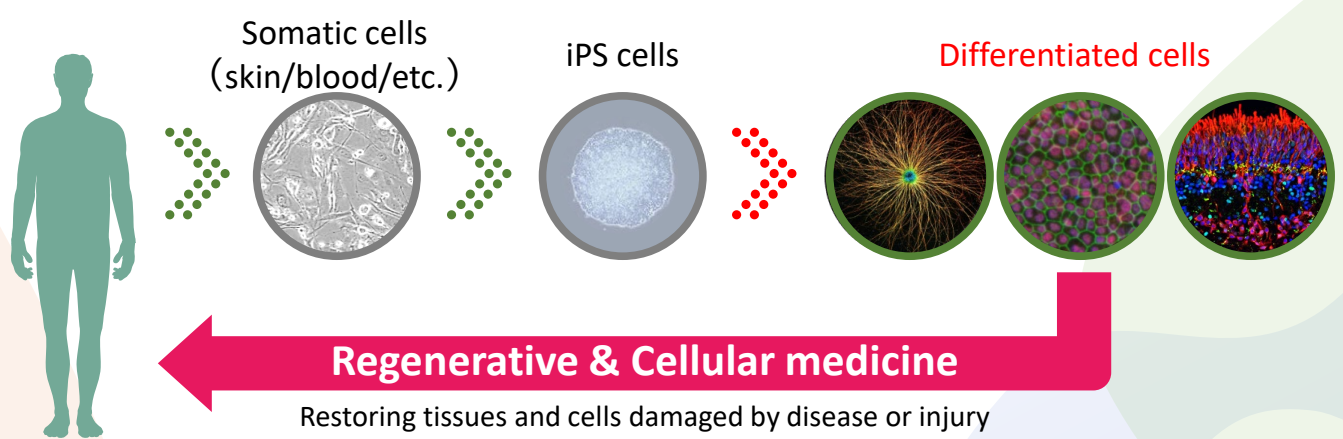 Somatic cells
（skin/blood/etc.）
iPS cells
Differentiated cells
Regenerative & Cellular medicine
Restoring tissues and cells damaged by disease or injury